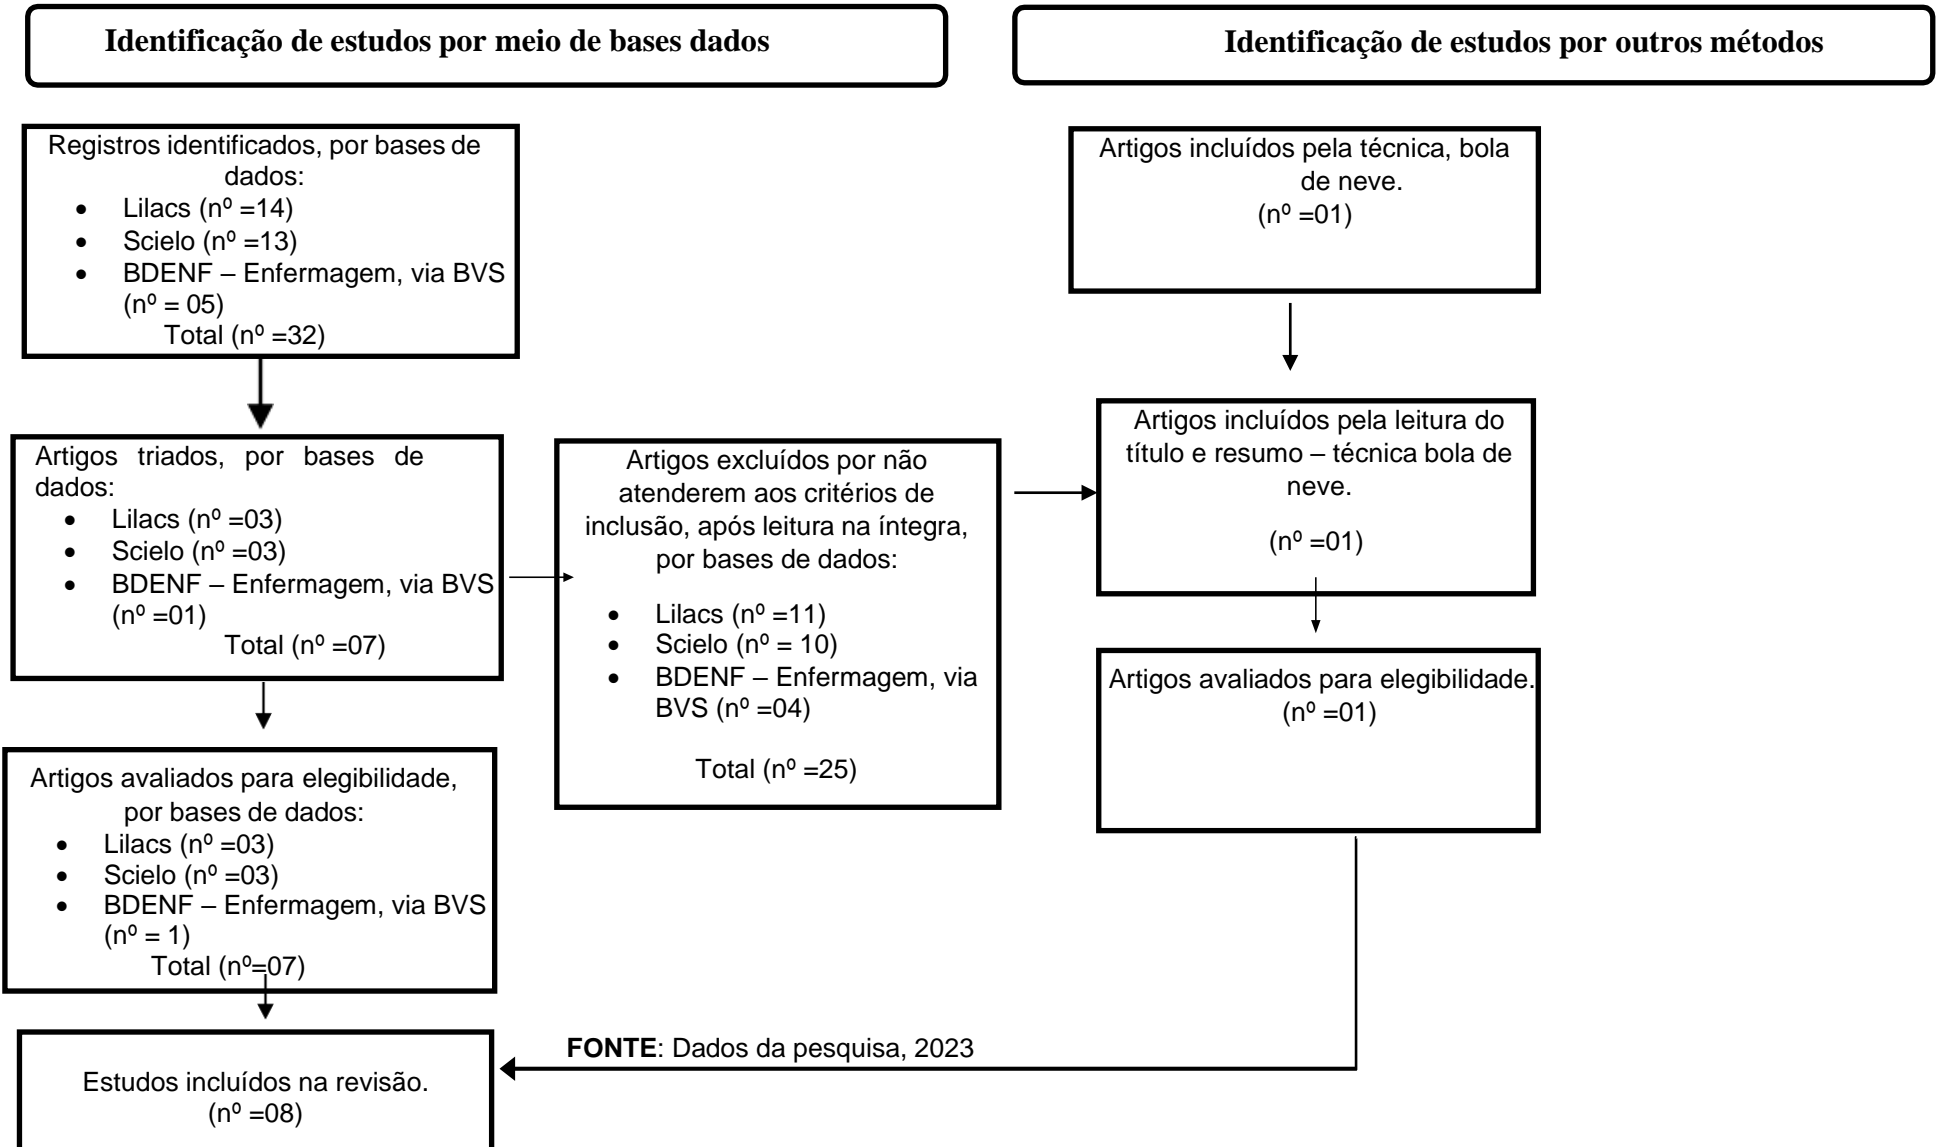 Identificação de estudos por meio de bases dados
Identificação de estudos por outros métodos
Registros identificados, por bases de
dados:
• Lilacs (nº =14)
• Scielo (nº =13)
• BDENF – Enfermagem, via BVS
(nº = 05)
Total (nº =32)
Artigos incluídos pela técnica, bola
de neve.
(nº =01)
Artigos triados, por bases de
dados:
• Lilacs (nº =03)
• Scielo (nº =03)
• BDENF – Enfermagem, via BVS
(nº =01)
Total (nº =07)
Artigos excluídos por não
atenderem aos critérios de
inclusão, após leitura na íntegra,
por bases de dados:
• Lilacs (nº =11)
• Scielo (nº = 10)
• BDENF – Enfermagem, via
BVS (nº =04)
Total (nº =25)
Artigos incluídos pela leitura do
título e resumo – técnica bola de
neve.
(nº =01)
Artigos avaliados para elegibilidade.
(nº =01)
Artigos avaliados para elegibilidade,
por bases de dados:
• Lilacs (nº =03)
• Scielo (nº =03)
• BDENF – Enfermagem, via BVS
(nº = 1)
Total (nº=07)
FONTE: Dados da pesquisa, 2023
Estudos incluídos na revisão.
(nº =08)